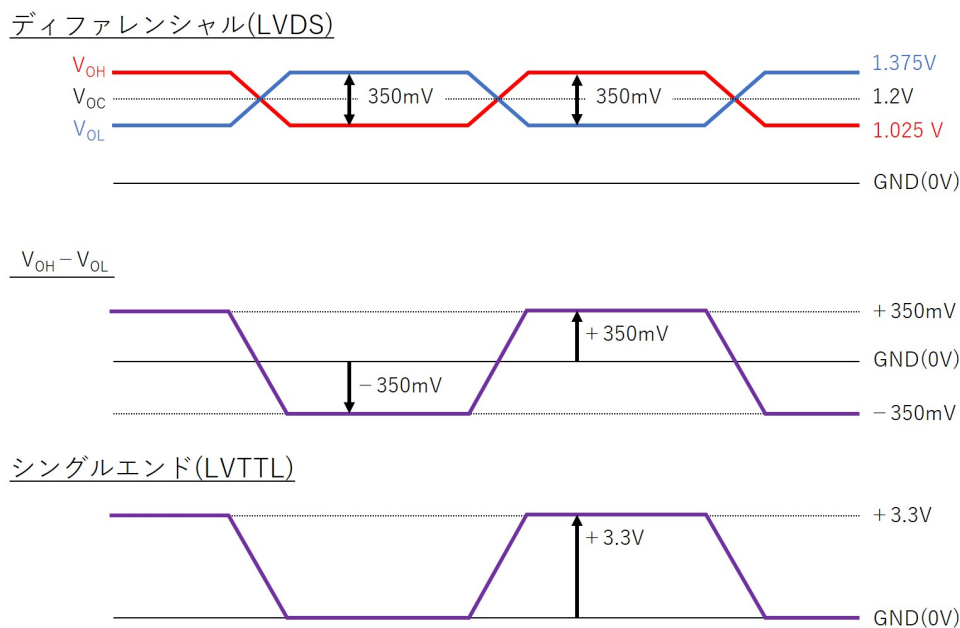 ディファレンシャル(LVDS)
VOH 1.375V
350mV 350mV
VOC 1.2V
VOL 1.025 V
GND(0V)
VOH－VOL
＋350mV
＋350mV
GND(0V)
－350mV
－350mV
シングルエンド(LVTTL)
＋3.3V
＋3.3V
GND(0V)